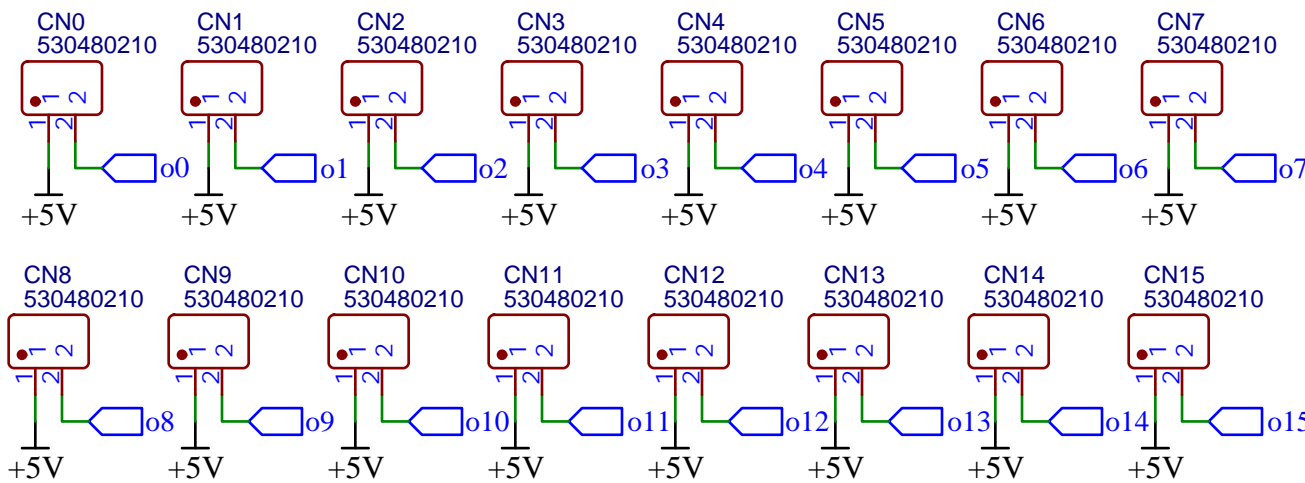 CN0 CN1 CN2 CN3 CN4 CN5 CN6 CN7
530480210 530480210 530480210 530480210 530480210 530480210 530480210 530480210
1 2 1 2 1 2 1 2 1 2 1 2 1 2 1 2
1 2 1 2 1 2 1 2 1 2 1 2 1 2 1 2
o0 o1 o2 o3 o4 o5 o6 o7
+5V +5V +5V +5V +5V +5V +5V +5V
CN8 CN9 CN10 CN11 CN12 CN13 CN14 CN15
530480210 530480210 530480210 530480210 530480210 530480210 530480210 530480210
1 2 1 2 1 2 1 2 1 2 1 2 1 2 1 2
1 2 1 2 1 2 1 2 1 2 1 2 1 2 1 2
o8 o9 o10 o11 o12 o13 o14 o15
+5V +5V +5V +5V +5V +5V +5V +5V